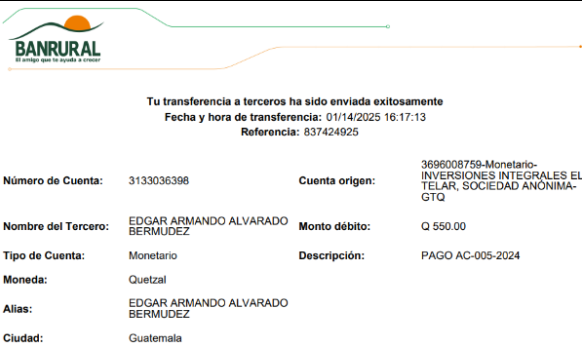 BANRURAL
El amigo que te ayuda a crecer
Tu transferencia a terceros ha sido enviada exitosamente
Fecha y hora de transferencia: 01/14/2025 16:17:13
Referencia: 837424925
Número de Cuenta: 3133036398
Cuenta origen: 3696008759-Monetario-
INVERSIONES INTEGRALES EL
TELAR, SOCIEDAD ANÓNIMA-
GTQ
Nombre del Tercero: EDGAR ARMANDO ALVARADO
BERMUDEZ
Monto débito: Q 550.00
Tipo de Cuenta: Monetario
Descripción: PAGO AC-005-2024
Moneda: Quetzal
Alias: EDGAR ARMANDO ALVARADO
BERMUDEZ
Ciudad: Guatemala